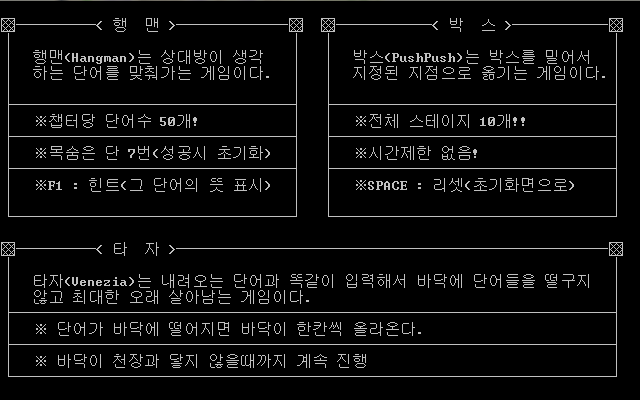 < 행 맨 >
행맨(Hangman)는 상대방이 생각
하는 단어를 맞춰가는 게임이다.
※챕터당 단어수 50개!
※목숨은 단 7번(성공시 초기화)
※F1 : 힌트(그 단어의 뜻 표시)
< 박 스 >
박스(PushPush)는 박스를 밀어서
지정된 지점으로 옮기는 게임이다.
※전체 스테이지 10개!!
※시간제한 없음!
※SPACE : 리셋(초기화면으로)
< 타 자 >
타자(Venezia)는 내려오는 단어과 똑같이 입력해서 바닥에 단어들을 떨구지
않고 최대한 오래 살아남는 게임이다.
※ 단어가 바닥에 떨어지면 바닥이 한칸씩 올라온다.
※ 바닥이 천장과 닿지 않을때까지 계속 진행